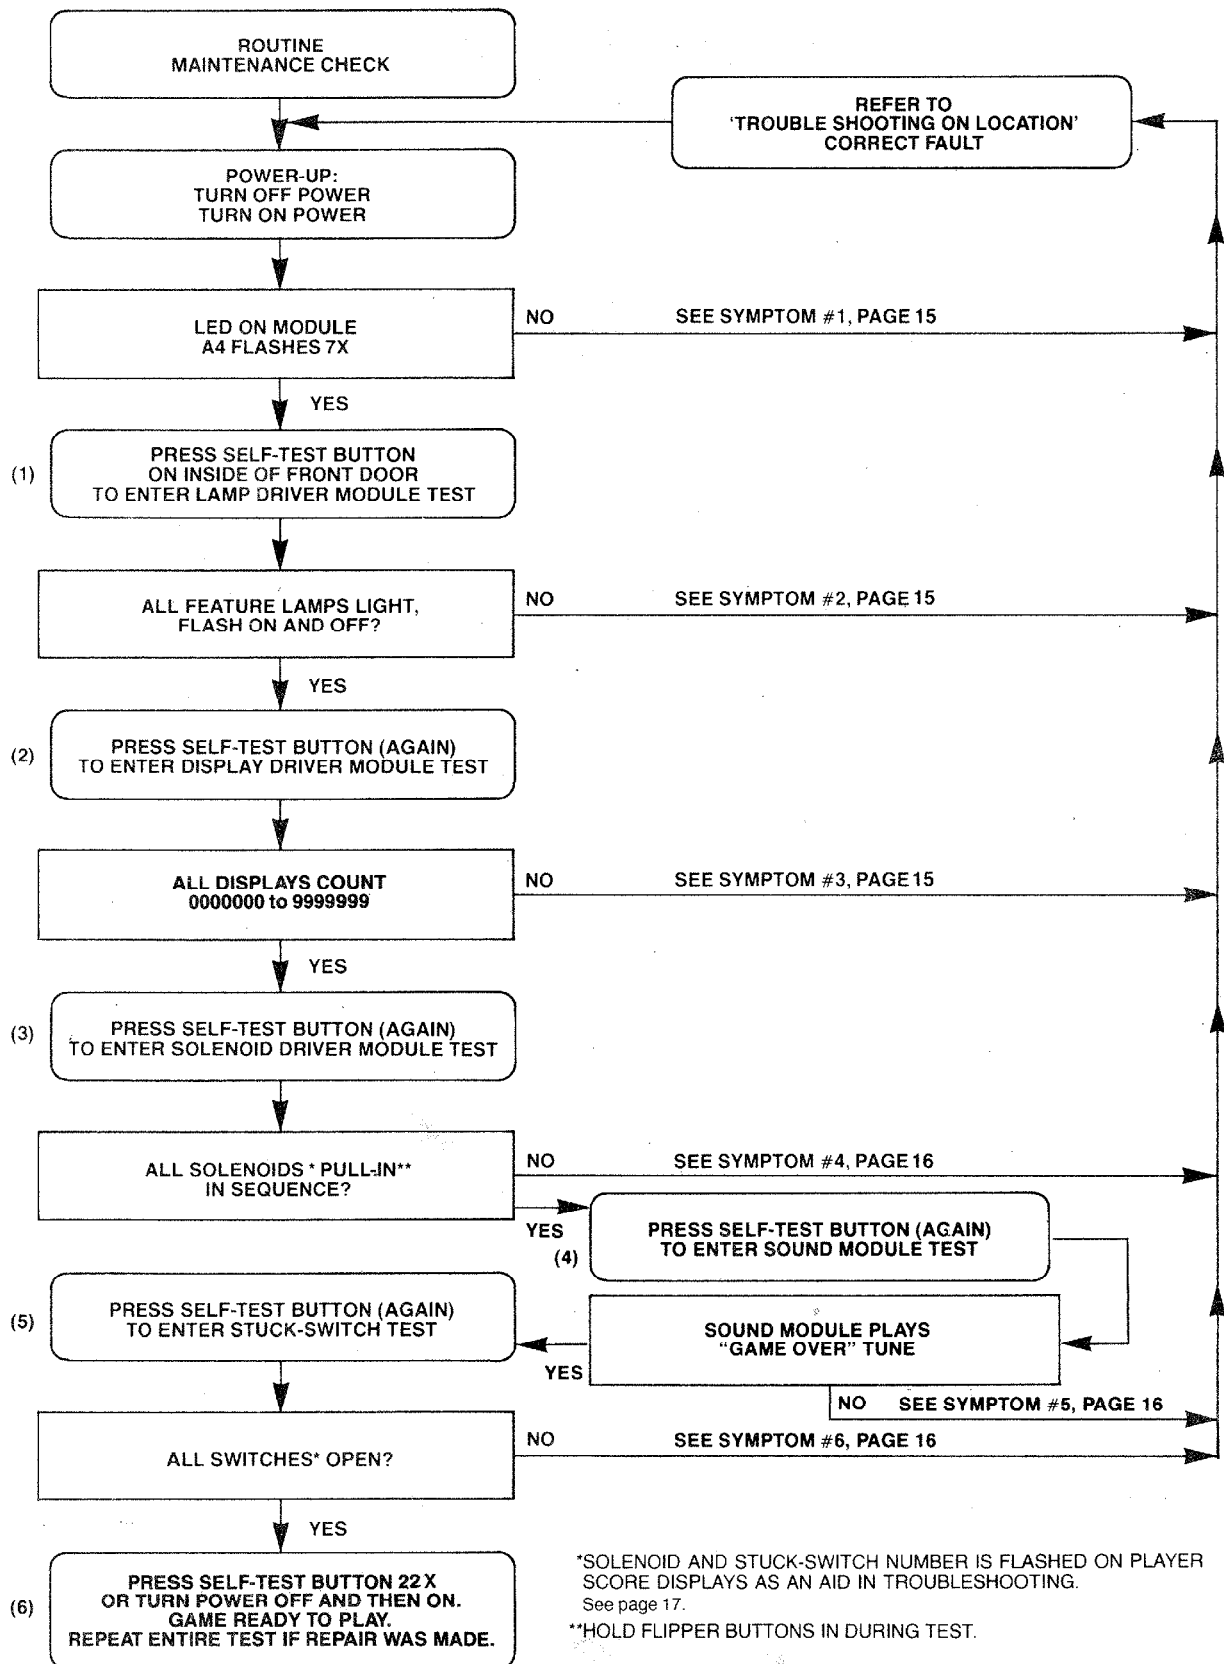 ROUTINE
MAINTENANCE CHECK
REFER TO
'TROUBLE SHOOTING ON LOCATION'
CORRECT FAULT
POWER-UP:
TURN OFF POWER
TURN ON POWER
LED ON MODULE
A4 FLASHES 7X
NO SEE SYMPTOM #1, PAGE 15
YES
(1)
PRESS SELF-TEST BUTTON
ON INSIDE OF FRONT DOOR
TO ENTER LAMP DRIVER MODULE TEST
ALL FEATURE LAMPS LIGHT,
FLASH ON AND OFF?
NO SEE SYMPTOM #2, PAGE 15
YES
(2)
PRESS SELF-TEST BUTTON (AGAIN)
TO ENTER DISPLAY DRIVER MODULE TEST
ALL DISPLAYS COUNT
0000000 to 9999999
NO SEE SYMPTOM #3, PAGE 15
YES
(3)
PRESS SELF-TEST BUTTON (AGAIN)
TO ENTER SOLENOID DRIVER MODULE TEST
ALL SOLENOIDS * PULL-IN**
IN SEQUENCE?
NO SEE SYMPTOM #4, PAGE 16
YES
(4)
PRESS SELF-TEST BUTTON (AGAIN)
TO ENTER SOUND MODULE TEST
SOUND MODULE PLAYS
"GAME OVER" TUNE
YES
NO SEE SYMPTOM #5, PAGE 16
(5)
PRESS SELF-TEST BUTTON (AGAIN)
TO ENTER STUCK-SWITCH TEST
ALL SWITCHES* OPEN?
NO SEE SYMPTOM #6, PAGE 16
YES
(6)
PRESS SELF-TEST BUTTON 22X
OR TURN POWER OFF AND THEN ON.
GAME READY TO PLAY.
REPEAT ENTIRE TEST IF REPAIR WAS MADE.
*SOLENOID AND STUCK-SWITCH NUMBER IS FLASHED ON PLAYER
SCORE DISPLAYS AS AN AID IN TROUBLESHOOTING.
See page 17.
**HOLD FLIPPER BUTTONS IN DURING TEST.